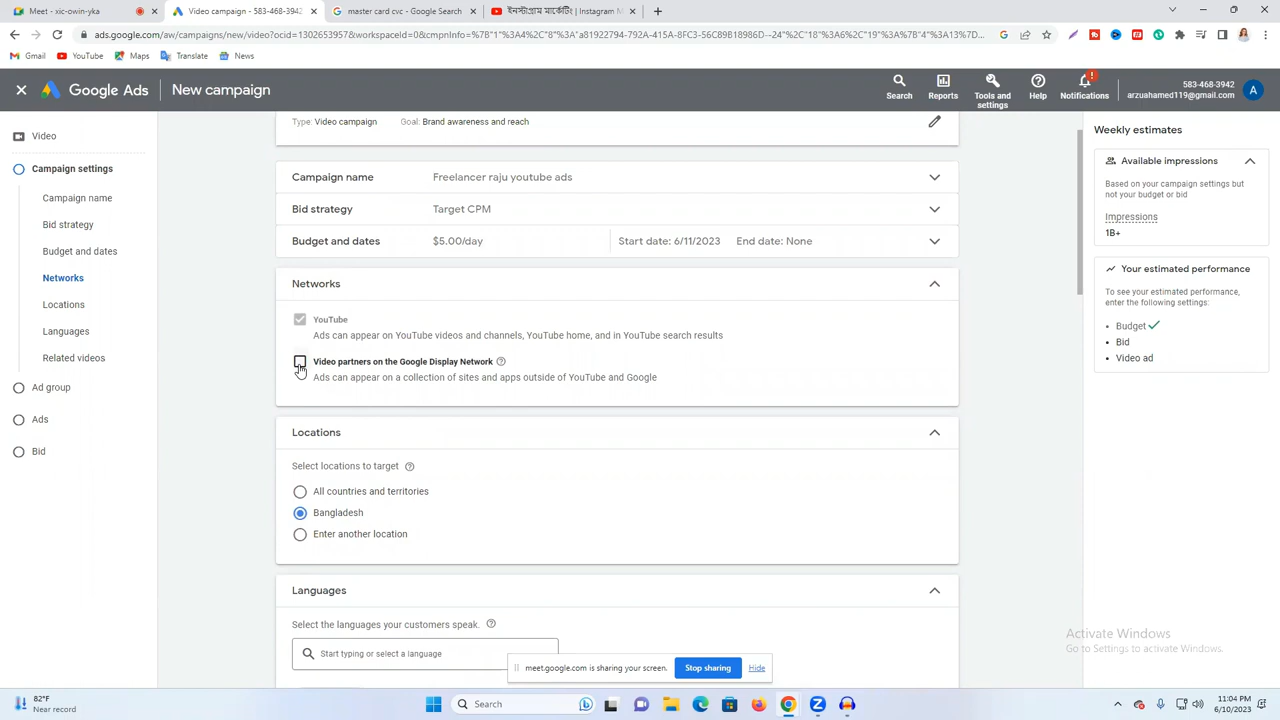 Meet - xic-owin-yka
Video campaign - 583-468-3942
master card cvc - Google Search
ইনস্টাগ্রাম মার্কেটিং | Instagram M
ads.google.com/aw/campaigns/new/video?ocid=1302653957&workspaceId=0&cmpnInfo=%7B"1"%3A4%2C"8"%3A"a81922794-792A-415A-8FC3-56C89B18986D--24"%2C"18"%3A6%2C"19"%3A%7B"4"%3A13%7D...
Gmail
YouTube
Maps
Translate
News
Google Ads
New campaign
Search
Reports
Tools and settings
Help
Notifications
583-468-3942
arzuahamed119@gmail.com
A
Video
Campaign settings
Campaign name
Bid strategy
Budget and dates
Networks
Locations
Languages
Related videos
Ad group
Ads
Bid
Type: Video campaign Goal: Brand awareness and reach
Campaign name Freelancer raju youtube ads
Bid strategy Target CPM
Budget and dates $5.00/day Start date: 6/11/2023 End date: None
Networks
YouTube
Ads can appear on YouTube videos and channels, YouTube home, and in YouTube search results
Video partners on the Google Display Network
Ads can appear on a collection of sites and apps outside of YouTube and Google
Locations
Select locations to target
All countries and territories
Bangladesh
Enter another location
Languages
Select the languages your customers speak.
Start typing or select a language
Weekly estimates
Available impressions
Based on your campaign settings but
not your budget or bid
Impressions
1B+
Your estimated performance
To see your estimated performance,
enter the following settings:
• Budget
• Bid
• Video ad
Activate Windows
Go to Settings to activate Windows.
meet.google.com is sharing your screen. Stop sharing Hide
82°F
Near record
Search
11:04 PM
6/10/2023